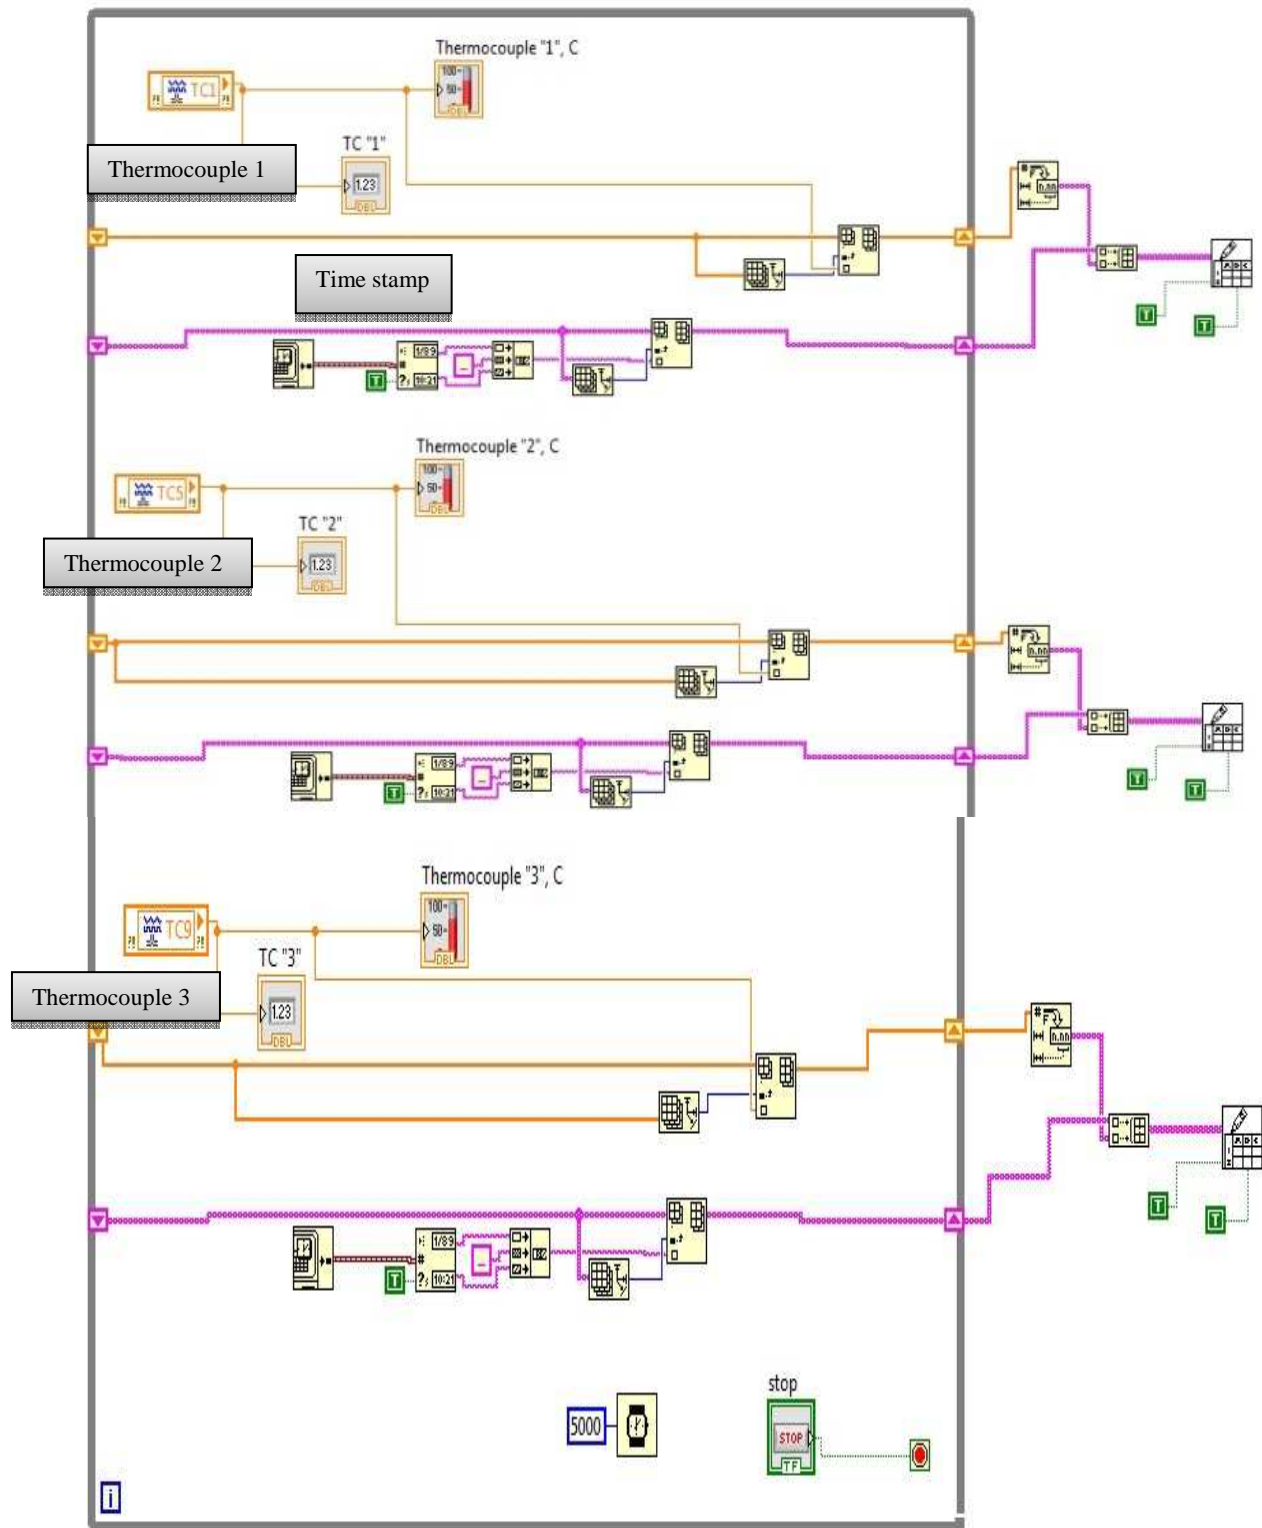 Thermocouple "1", C
TC1
100
50
DBL
TC "1"
Thermocouple 1
1.23
DBL
n.nn
Time stamp
T
T
1/89
T
10:21
Thermocouple "2", C
TC5
100
50
DBL
TC "2"
Thermocouple 2
1.23
DBL
n.nn
1/89
T
10:21
T
T
Thermocouple "3", C
TC9
100
50
DBL
TC "3"
Thermocouple 3
1.23
DBL
n.nn
T
T
1/89
T
10:21
stop
5000
STOP
TF
i